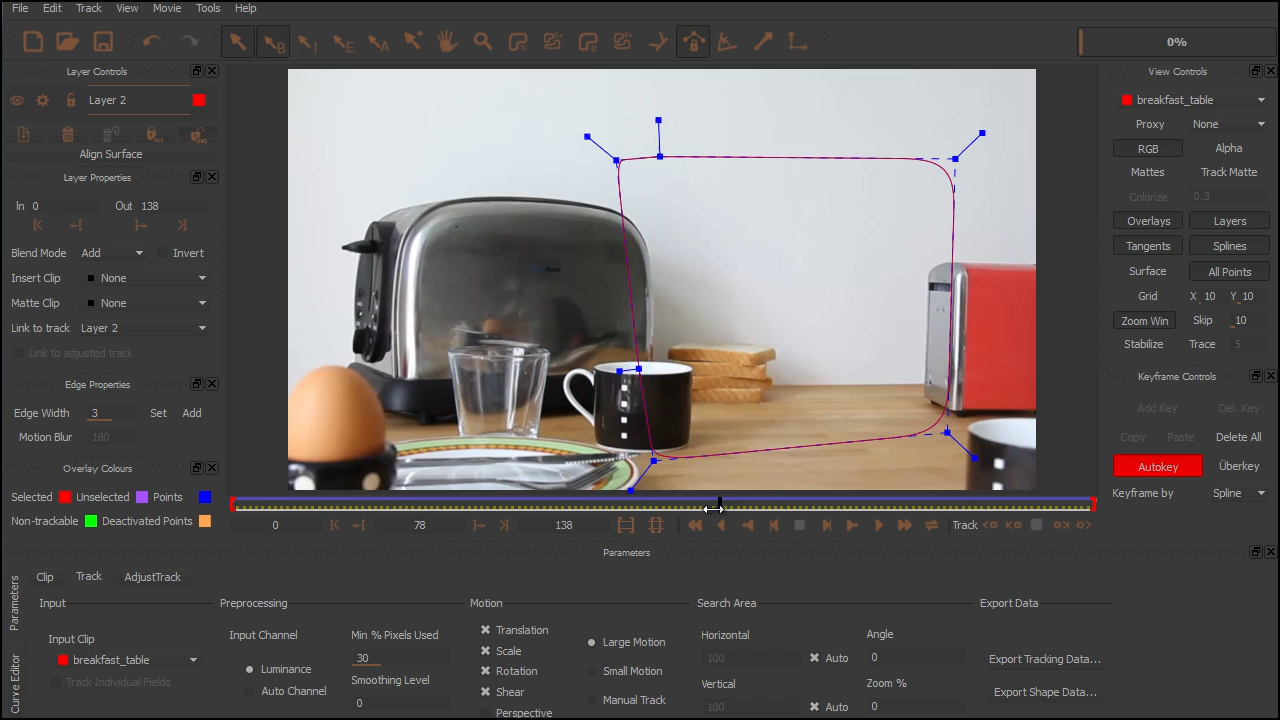 File Edit Track View Movie Tools Help
B I E A
0%
Layer Controls
Layer 2
Align Surface
Layer Properties
In 0 Out 138
Blend Mode Add Invert
Insert Clip None
Matte Clip None
Link to track Layer 2
Link to adjusted track
Edge Properties
Edge Width 3 Set Add
Motion Blur 180
Overlay Colours
Selected Unselected Points
Non-trackable Deactivated Points
View Controls
breakfast_table
Proxy None
RGB Alpha
Mattes Track Matte
Colorize 0.3
Overlays Layers
Tangents Splines
Surface All Points
Grid X 10 Y 10
Zoom Win Skip 10
Stabilize Trace 5
Keyframe Controls
Add Key Del. Key
Copy Paste Delete All
Autokey Überkey
Keyframe by Spline
0 78 138 Track
Parameters
Parameters
Curve Editor
Clip Track AdjustTrack
Input
Input Clip
breakfast_table
Track Individual Fields
Preprocessing
Input Channel
Luminance
Auto Channel
Min % Pixels Used
30
Smoothing Level
0
Motion
Translation
Scale
Rotation
Shear
Perspective
Large Motion
Small Motion
Manual Track
Search Area
Horizontal
100 Auto
Vertical
100 Auto
Angle
0
Zoom %
0
Export Data
Export Tracking Data...
Export Shape Data...